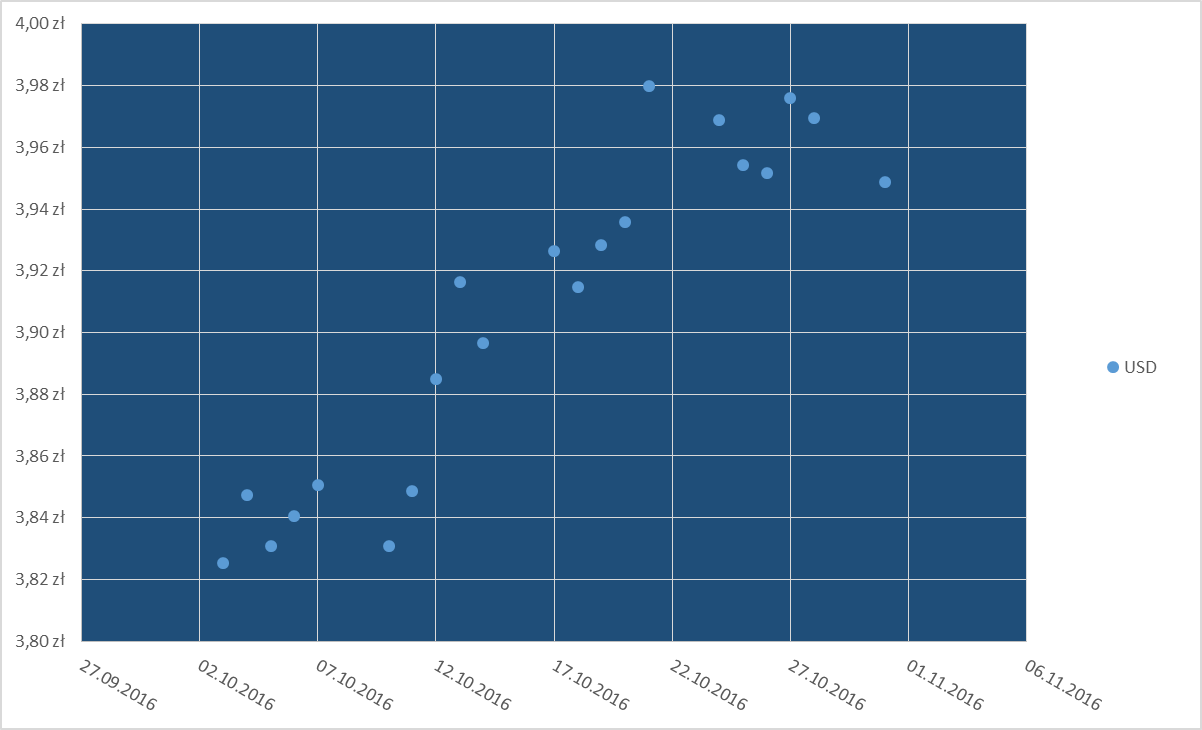 4,00 zł
3,98 zł
3,96 zł
3,94 zł
3,92 zł
3,90 zł
3,88 zł
3,86 zł
3,84 zł
3,82 zł
3,80 zł
27.09.2016
02.10.2016
07.10.2016
12.10.2016
17.10.2016
22.10.2016
27.10.2016
01.11.2016
06.11.2016
USD